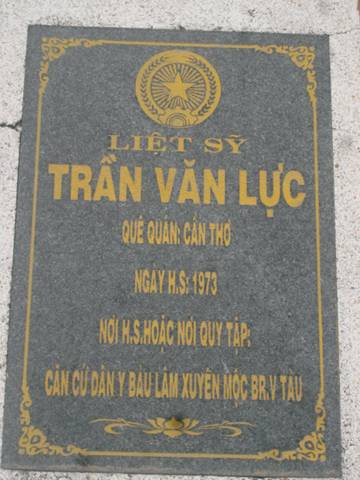 LIỆT SỸ
TRẦN VĂN LỰC
QUÊ QUÁN: CẦN THƠ
NGÀY H.S: 1973
NƠI H.S.HOẶC NƠI QUY TẬP:
CĂN CỨ DÂN Y BÀU LÂM XUYÊN MỘC BR.V TÀU